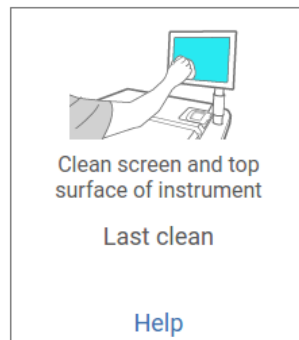 Clean screen and top
surface of instrument
Last clean
Help